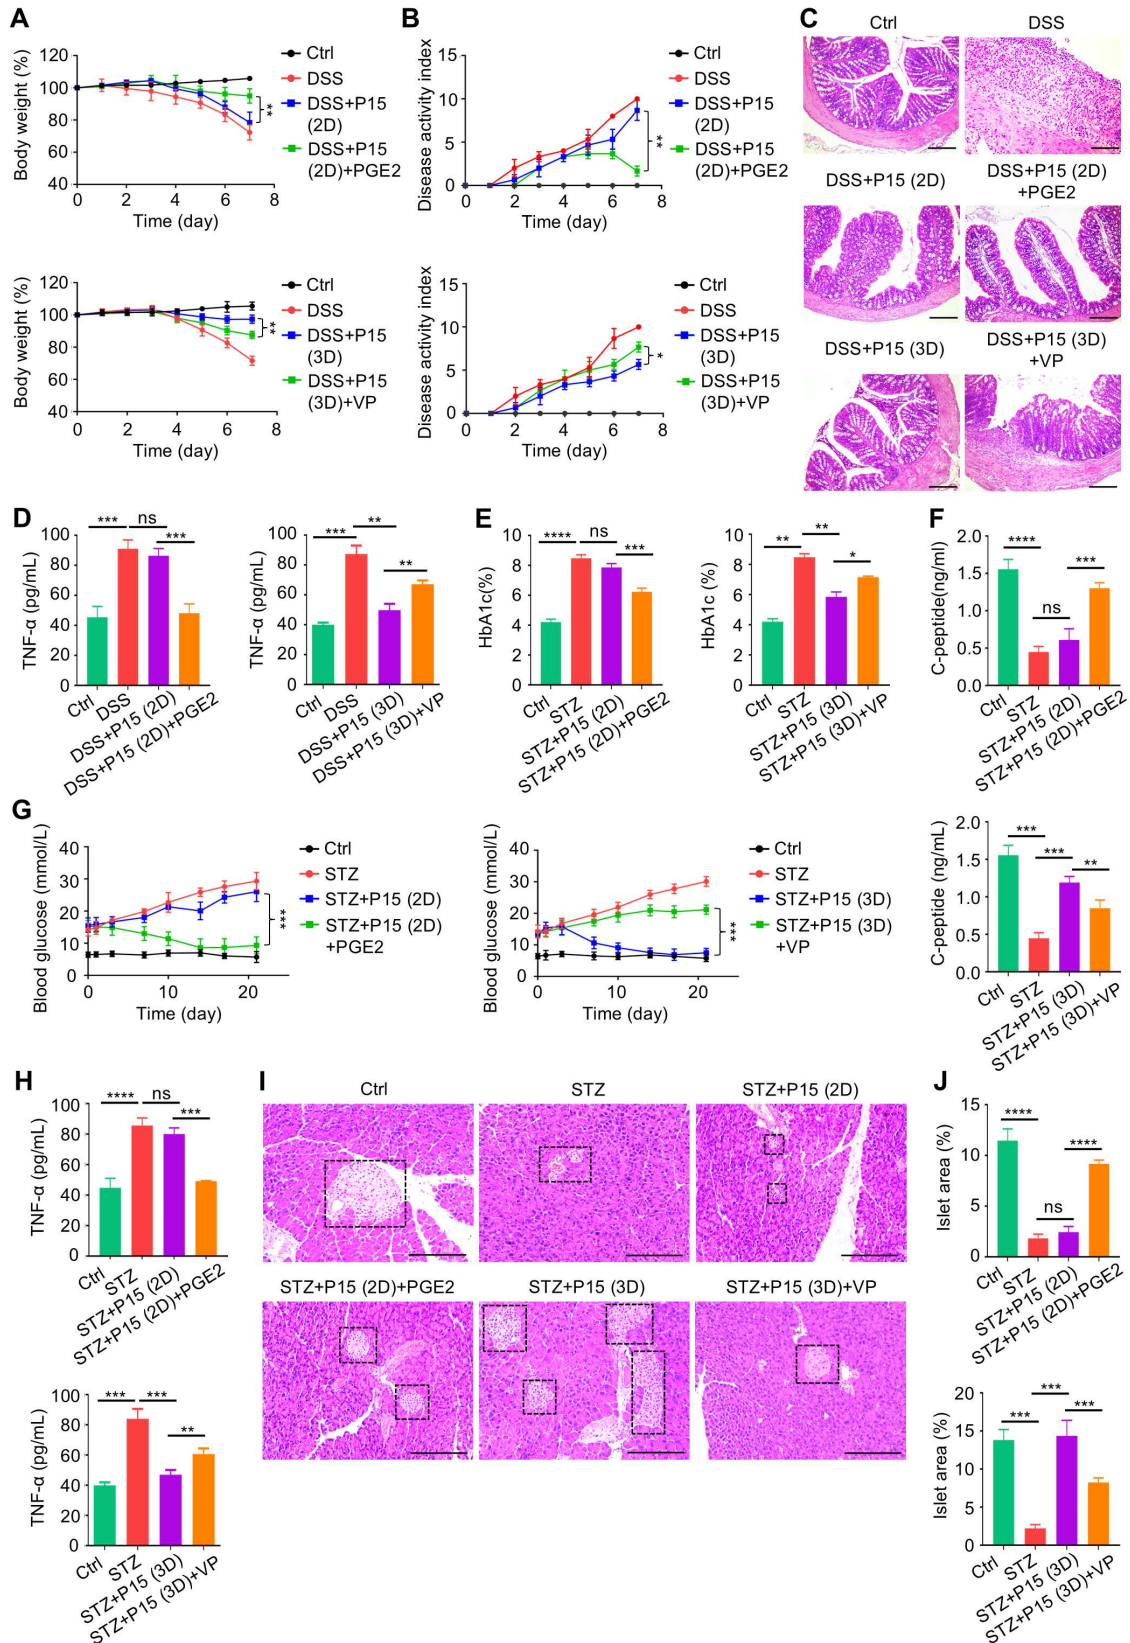 A
Body weight (%)
120
100
80
60
40
0 2 4 6 8
Time (day)
Ctrl
DSS
DSS+P15
(2D)
DSS+P15
(2D)+PGE2
**
B
Disease activity index
15
10
5
0
0 2 4 6 8
Time (day)
Ctrl
DSS
DSS+P15
(2D)
DSS+P15
(2D)+PGE2
**
Body weight (%)
120
100
80
60
40
0 2 4 6 8
Time (day)
Ctrl
DSS
DSS+P15
(3D)
DSS+P15
(3D)+VP
**
Disease activity index
15
10
5
0
0 2 4 6 8
Time (day)
Ctrl
DSS
DSS+P15
(3D)
DSS+P15
(3D)+VP
*
C
Ctrl
DSS
DSS+P15 (2D)
DSS+P15 (2D)
+PGE2
DSS+P15 (3D)
DSS+P15 (3D)
+VP
D
TNF-α (pg/mL)
100
80
60
40
20
0
*** ns
***
Ctrl
DSS
DSS+P15 (2D)
DSS+P15 (2D)+PGE2
TNF-α (pg/mL)
100
80
60
40
20
0
*** **
**
Ctrl
DSS
DSS+P15 (3D)
DSS+P15 (3D)+VP
E
HbA1c(%)
10
8
6
4
2
0
**** ns
***
Ctrl
STZ
STZ+P15 (2D)
STZ+P15 (2D)+PGE2
HbA1c (%)
10
8
6
4
2
0
** **
*
Ctrl
STZ
STZ+P15 (3D)
STZ+P15 (3D)+VP
F
C-peptide(ng/ml)
2.0
1.5
1.0
0.5
0.0
****
***
ns
Ctrl
STZ
STZ+P15 (2D)
STZ+P15 (2D)+PGE2
C-peptide (ng/mL)
2.0
1.5
1.0
0.5
0.0
***
***
**
Ctrl
STZ
STZ+P15 (3D)
STZ+P15 (3D)+VP
G
Blood glucose (mmol/L)
40
30
20
10
0
0 10 20
Time (day)
Ctrl
STZ
STZ+P15 (2D)
STZ+P15 (2D)
+PGE2
***
Blood glucose (mmol/L)
40
30
20
10
0
0 10 20
Time (day)
Ctrl
STZ
STZ+P15 (3D)
STZ+P15 (3D)
+VP
***
H
TNF-α (pg/mL)
100
80
60
40
20
0
**** ns
***
Ctrl
STZ
STZ+P15 (2D)
STZ+P15 (2D)+PGE2
TNF-α (pg/mL)
100
80
60
40
20
0
*** ***
**
Ctrl
STZ
STZ+P15 (3D)
STZ+P15 (3D)+VP
I
Ctrl
STZ
STZ+P15 (2D)
STZ+P15 (2D)+PGE2
STZ+P15 (3D)
STZ+P15 (3D)+VP
J
Islet area (%)
15
10
5
0
****
****
ns
Ctrl
STZ
STZ+P15 (2D)
STZ+P15 (2D)+PGE2
Islet area (%)
20
15
10
5
0
***
*** ***
Ctrl
STZ
STZ+P15 (3D)
STZ+P15 (3D)+VP